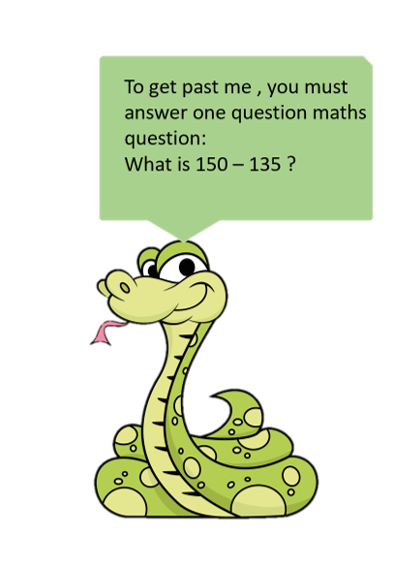 To get past me , you must
answer one question maths
question:
What is 150 – 135 ?